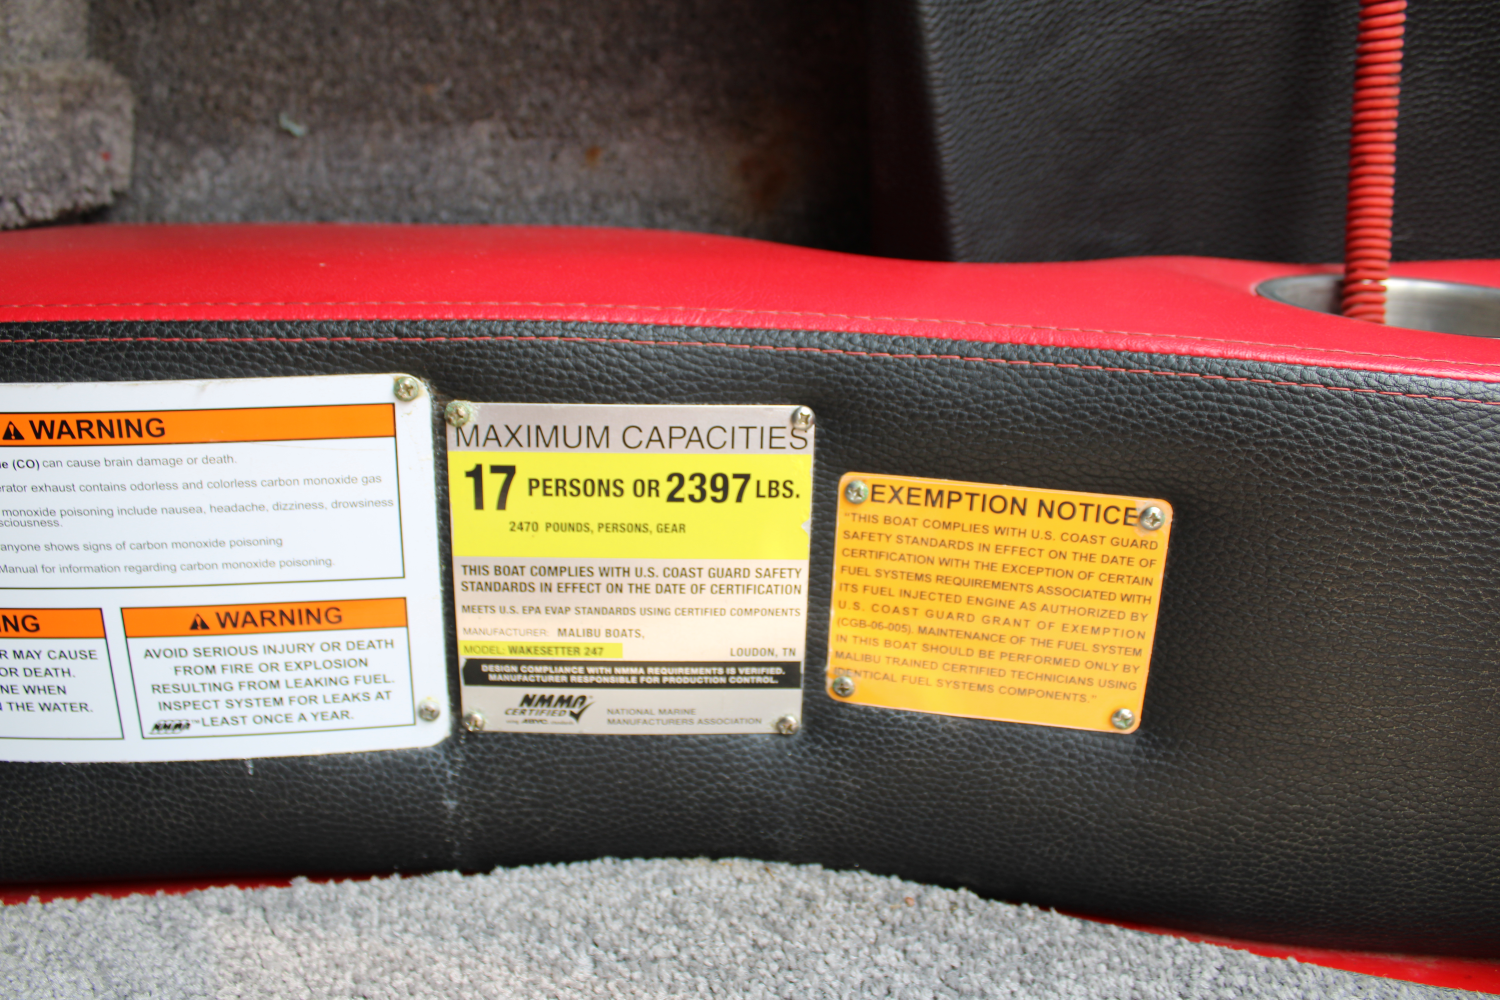 WARNING
e (CO) can cause brain damage or death.
erator exhaust contains odorless and colorless carbon monoxide gas
monoxide poisoning include nausea, headache, dizziness, drowsiness
sciousness.
anyone shows signs of carbon monoxide poisoning
Manual for information regarding carbon monoxide poisoning.
NG
R MAY CAUSE
OR DEATH.
NE WHEN
N THE WATER.
WARNING
AVOID SERIOUS INJURY OR DEATH
FROM FIRE OR EXPLOSION
RESULTING FROM LEAKING FUEL.
INSPECT SYSTEM FOR LEAKS AT
NMMA™ LEAST ONCE A YEAR.
MAXIMUM CAPACITIES
17 PERSONS OR 2397 LBS.
2470 POUNDS, PERSONS, GEAR
THIS BOAT COMPLIES WITH U.S. COAST GUARD SAFETY
STANDARDS IN EFFECT ON THE DATE OF CERTIFICATION
MEETS U.S. EPA EVAP STANDARDS USING CERTIFIED COMPONENTS
MANUFACTURER: MALIBU BOATS,
MODEL: WAKESETTER 247 LOUDON, TN
DESIGN COMPLIANCE WITH NMMA REQUIREMENTS IS VERIFIED.
MANUFACTURER RESPONSIBLE FOR PRODUCTION CONTROL.
NMMA™
CERTIFIED
using ABYC standards
NATIONAL MARINE
MANUFACTURERS ASSOCIATION
EXEMPTION NOTICE
"THIS BOAT COMPLIES WITH U.S. COAST GUARD
SAFETY STANDARDS IN EFFECT ON THE DATE OF
CERTIFICATION WITH THE EXCEPTION OF CERTAIN
FUEL SYSTEMS REQUIREMENTS ASSOCIATED WITH
ITS FUEL INJECTED ENGINE AS AUTHORIZED BY
U.S. COAST GUARD GRANT OF EXEMPTION
(CGB-06-005). MAINTENANCE OF THE FUEL SYSTEM
IN THIS BOAT SHOULD BE PERFORMED ONLY BY
MALIBU TRAINED CERTIFIED TECHNICIANS USING
IDENTICAL FUEL SYSTEMS COMPONENTS."